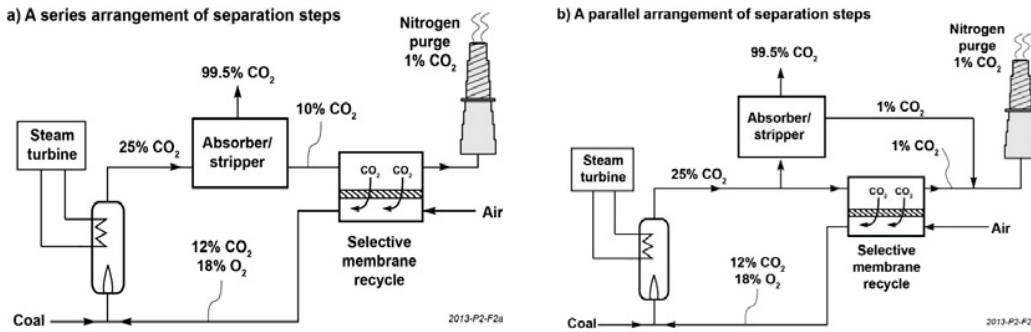 a) A series arrangement of separation steps
Nitrogen
purge
1% CO₂
99.5% CO₂
10% CO₂
Steam
turbine
25% CO₂
Absorber/
stripper
CO₂ CO₂
Air
12% CO₂
18% O₂
Selective
membrane
recycle
Coal
2013-P2-F2a
b) A parallel arrangement of separation steps
Nitrogen
purge
1% CO₂
99.5% CO₂
Absorber/
stripper
1% CO₂
Steam
turbine
25% CO₂
1% CO₂
CO₂ CO₂
Air
12% CO₂
18% O₂
Selective
membrane
recycle
Coal